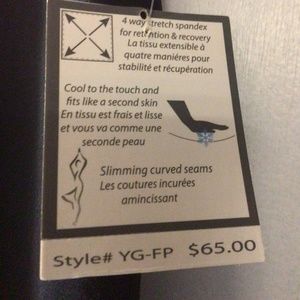 4 way stretch spandex
for retention & recovery
La tissu extensible à
quatre maniéres pour
stabilité et récupération
Cool to the touch and
fits like a second skin
En tissu est frais et lisse
et vous va comme une
seconde peau
Slimming curved seams
Les coutures incurées
amincissant
Style# YG-FP $65.00